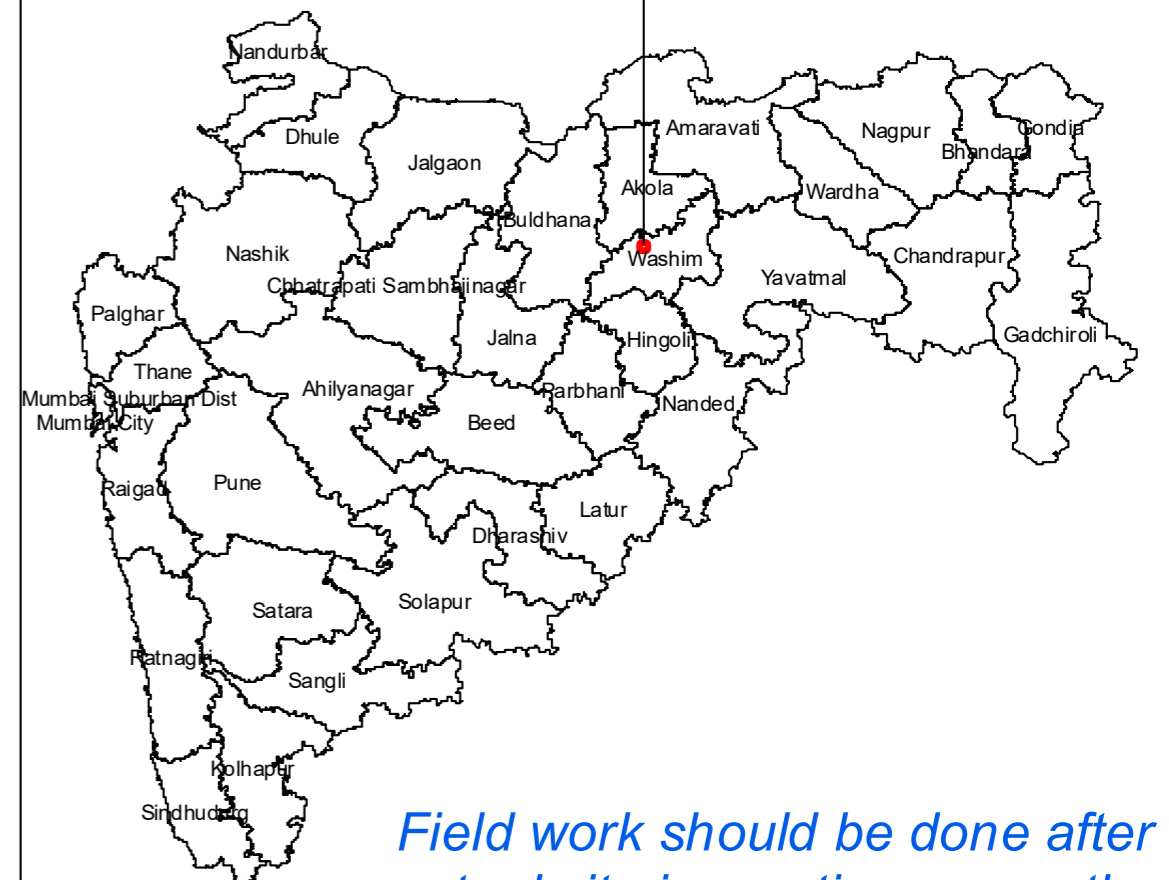 Nandurbar
Dhule
Jalgaon
Amaravati
Nagpur
Gondia
Bhandara
Akola
Wardha
Buldhana
Nashik
Washim
Chandrapur
Yavatmal
Chhatrapati Sambhajinagar
Palghar
Jalna
Hingoli
Gadchiroli
Thane
Ahilyanagar
Parbhani
Mumbai Suburban Dist
Nanded
Mumbai City
Beed
Raigad
Pune
Latur
Dharashiv
Satara
Solapur
Ratnagiri
Sangli
Kolhapur
Sindhudurg
Field work should be done after